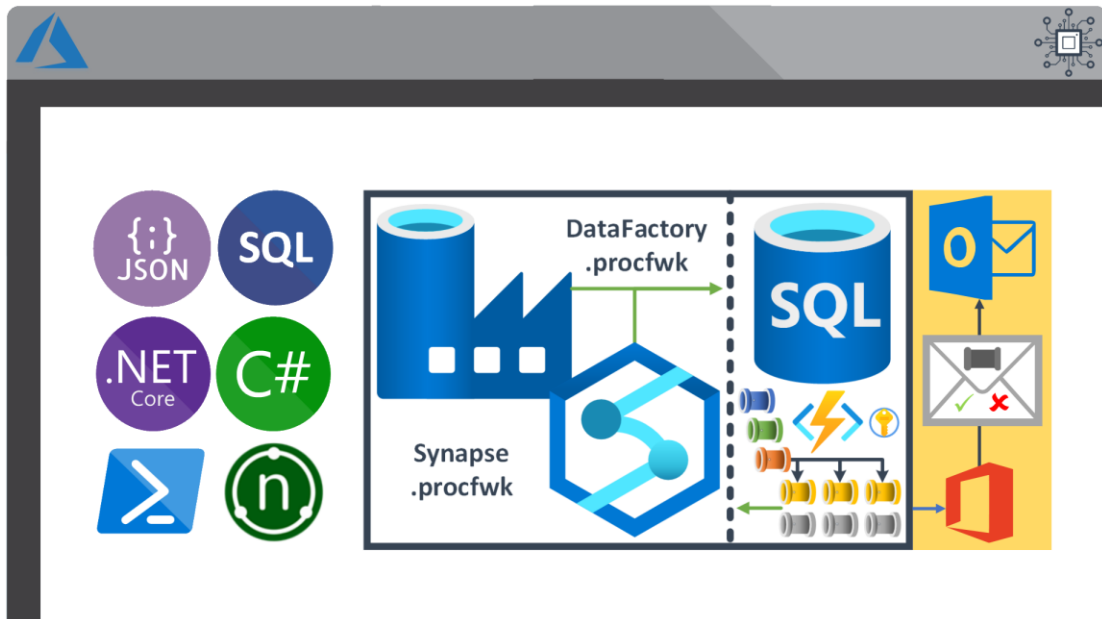 {;}
JSON
SQL
.NET
Core
C#
n
DataFactory
.procfwk
Synapse
.procfwk
SQL
O